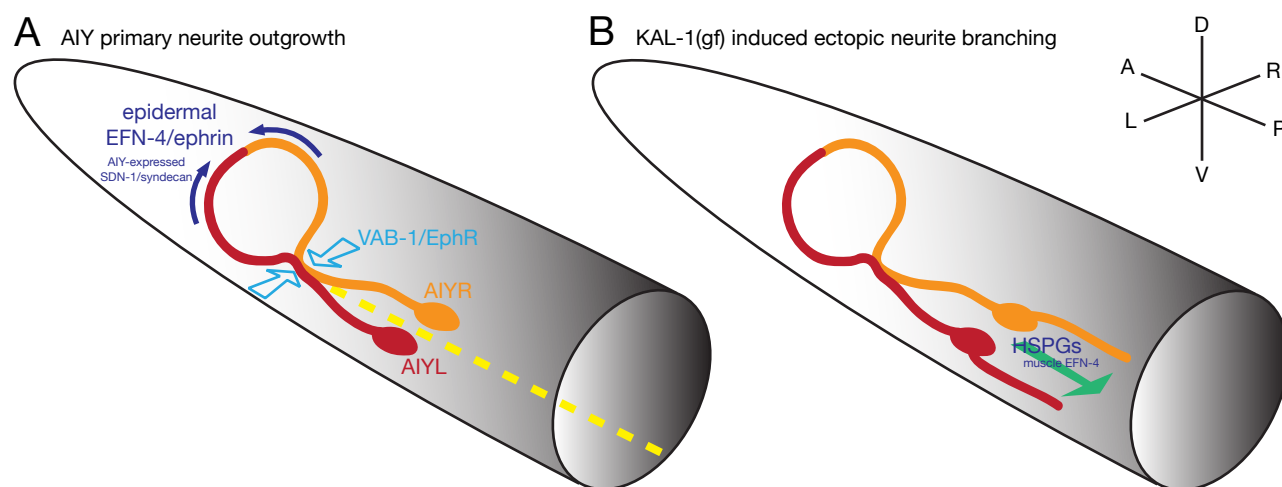 A AIY primary neurite outgrowth
epidermal
EFN-4/ephrin
AIY-expressed
SDN-1/syndecan
VAB-1/EphR
AIYR
AIYL
B KAL-1(gf) induced ectopic neurite branching
HSPGs
muscle EFN-4
D
A
R
L
P
V